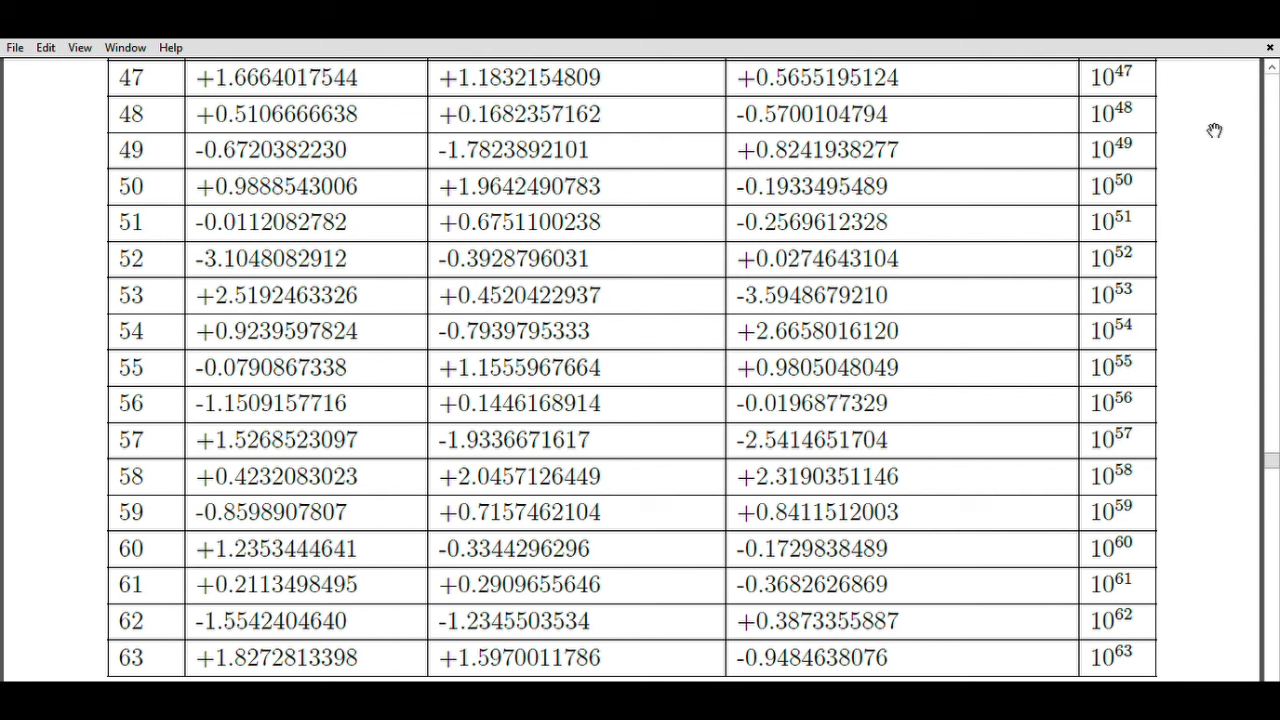 File Edit View Window Help
47 +1.6664017544 +1.1832154809 +0.5655195124 10^47
48 +0.5106666638 +0.1682357162 -0.5700104794 10^48
49 -0.6720382230 -1.7823892101 +0.8241938277 10^49
50 +0.9888543006 +1.9642490783 -0.1933495489 10^50
51 -0.0112082782 +0.6751100238 -0.2569612328 10^51
52 -3.1048082912 -0.3928796031 +0.0274643104 10^52
53 +2.5192463326 +0.4520422937 -3.5948679210 10^53
54 +0.9239597824 -0.7939795333 +2.6658016120 10^54
55 -0.0790867338 +1.1555967664 +0.9805048049 10^55
56 -1.1509157716 +0.1446168914 -0.0196877329 10^56
57 +1.5268523097 -1.9336671617 -2.5414651704 10^57
58 +0.4232083023 +2.0457126449 +2.3190351146 10^58
59 -0.8598907807 +0.7157462104 +0.8411512003 10^59
60 +1.2353444641 -0.3344296296 -0.1729838489 10^60
61 +0.2113498495 +0.2909655646 -0.3682626869 10^61
62 -1.5542404640 -1.2345503534 +0.3873355887 10^62
63 +1.8272813398 +1.5970011786 -0.9484638076 10^63